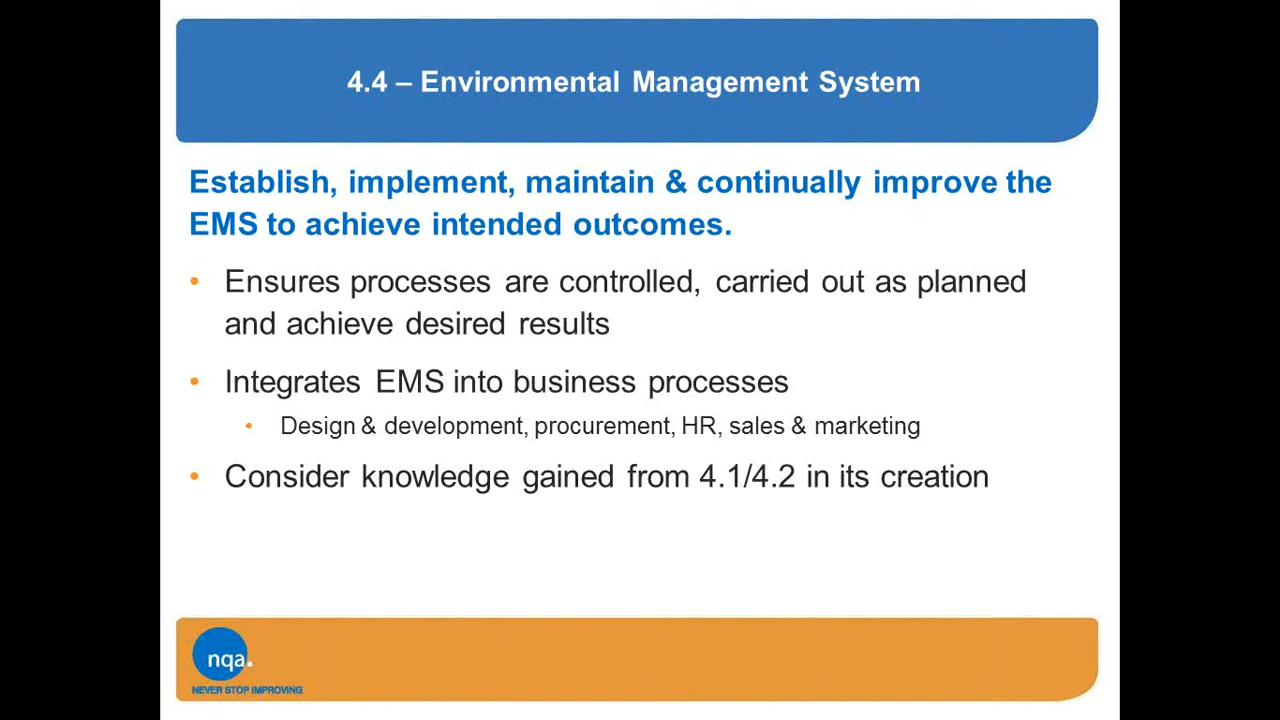 4.4 – Environmental Management System
Establish, implement, maintain & continually improve the
EMS to achieve intended outcomes.
• Ensures processes are controlled, carried out as planned
and achieve desired results
• Integrates EMS into business processes
• Design & development, procurement, HR, sales & marketing
• Consider knowledge gained from 4.1/4.2 in its creation
nqa.
NEVER STOP IMPROVING